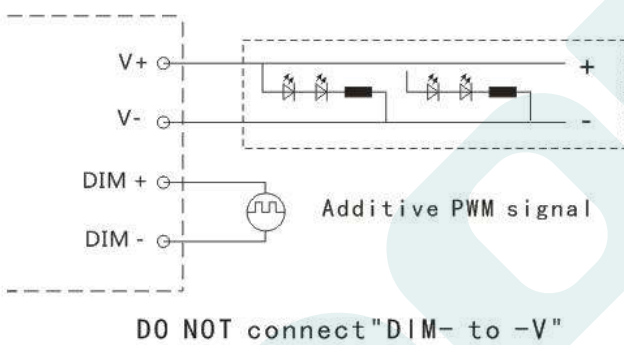 V+
+
V-
-
DIM +
Additive PWM signal
DIM -
DO NOT connect"DIM- to -V"